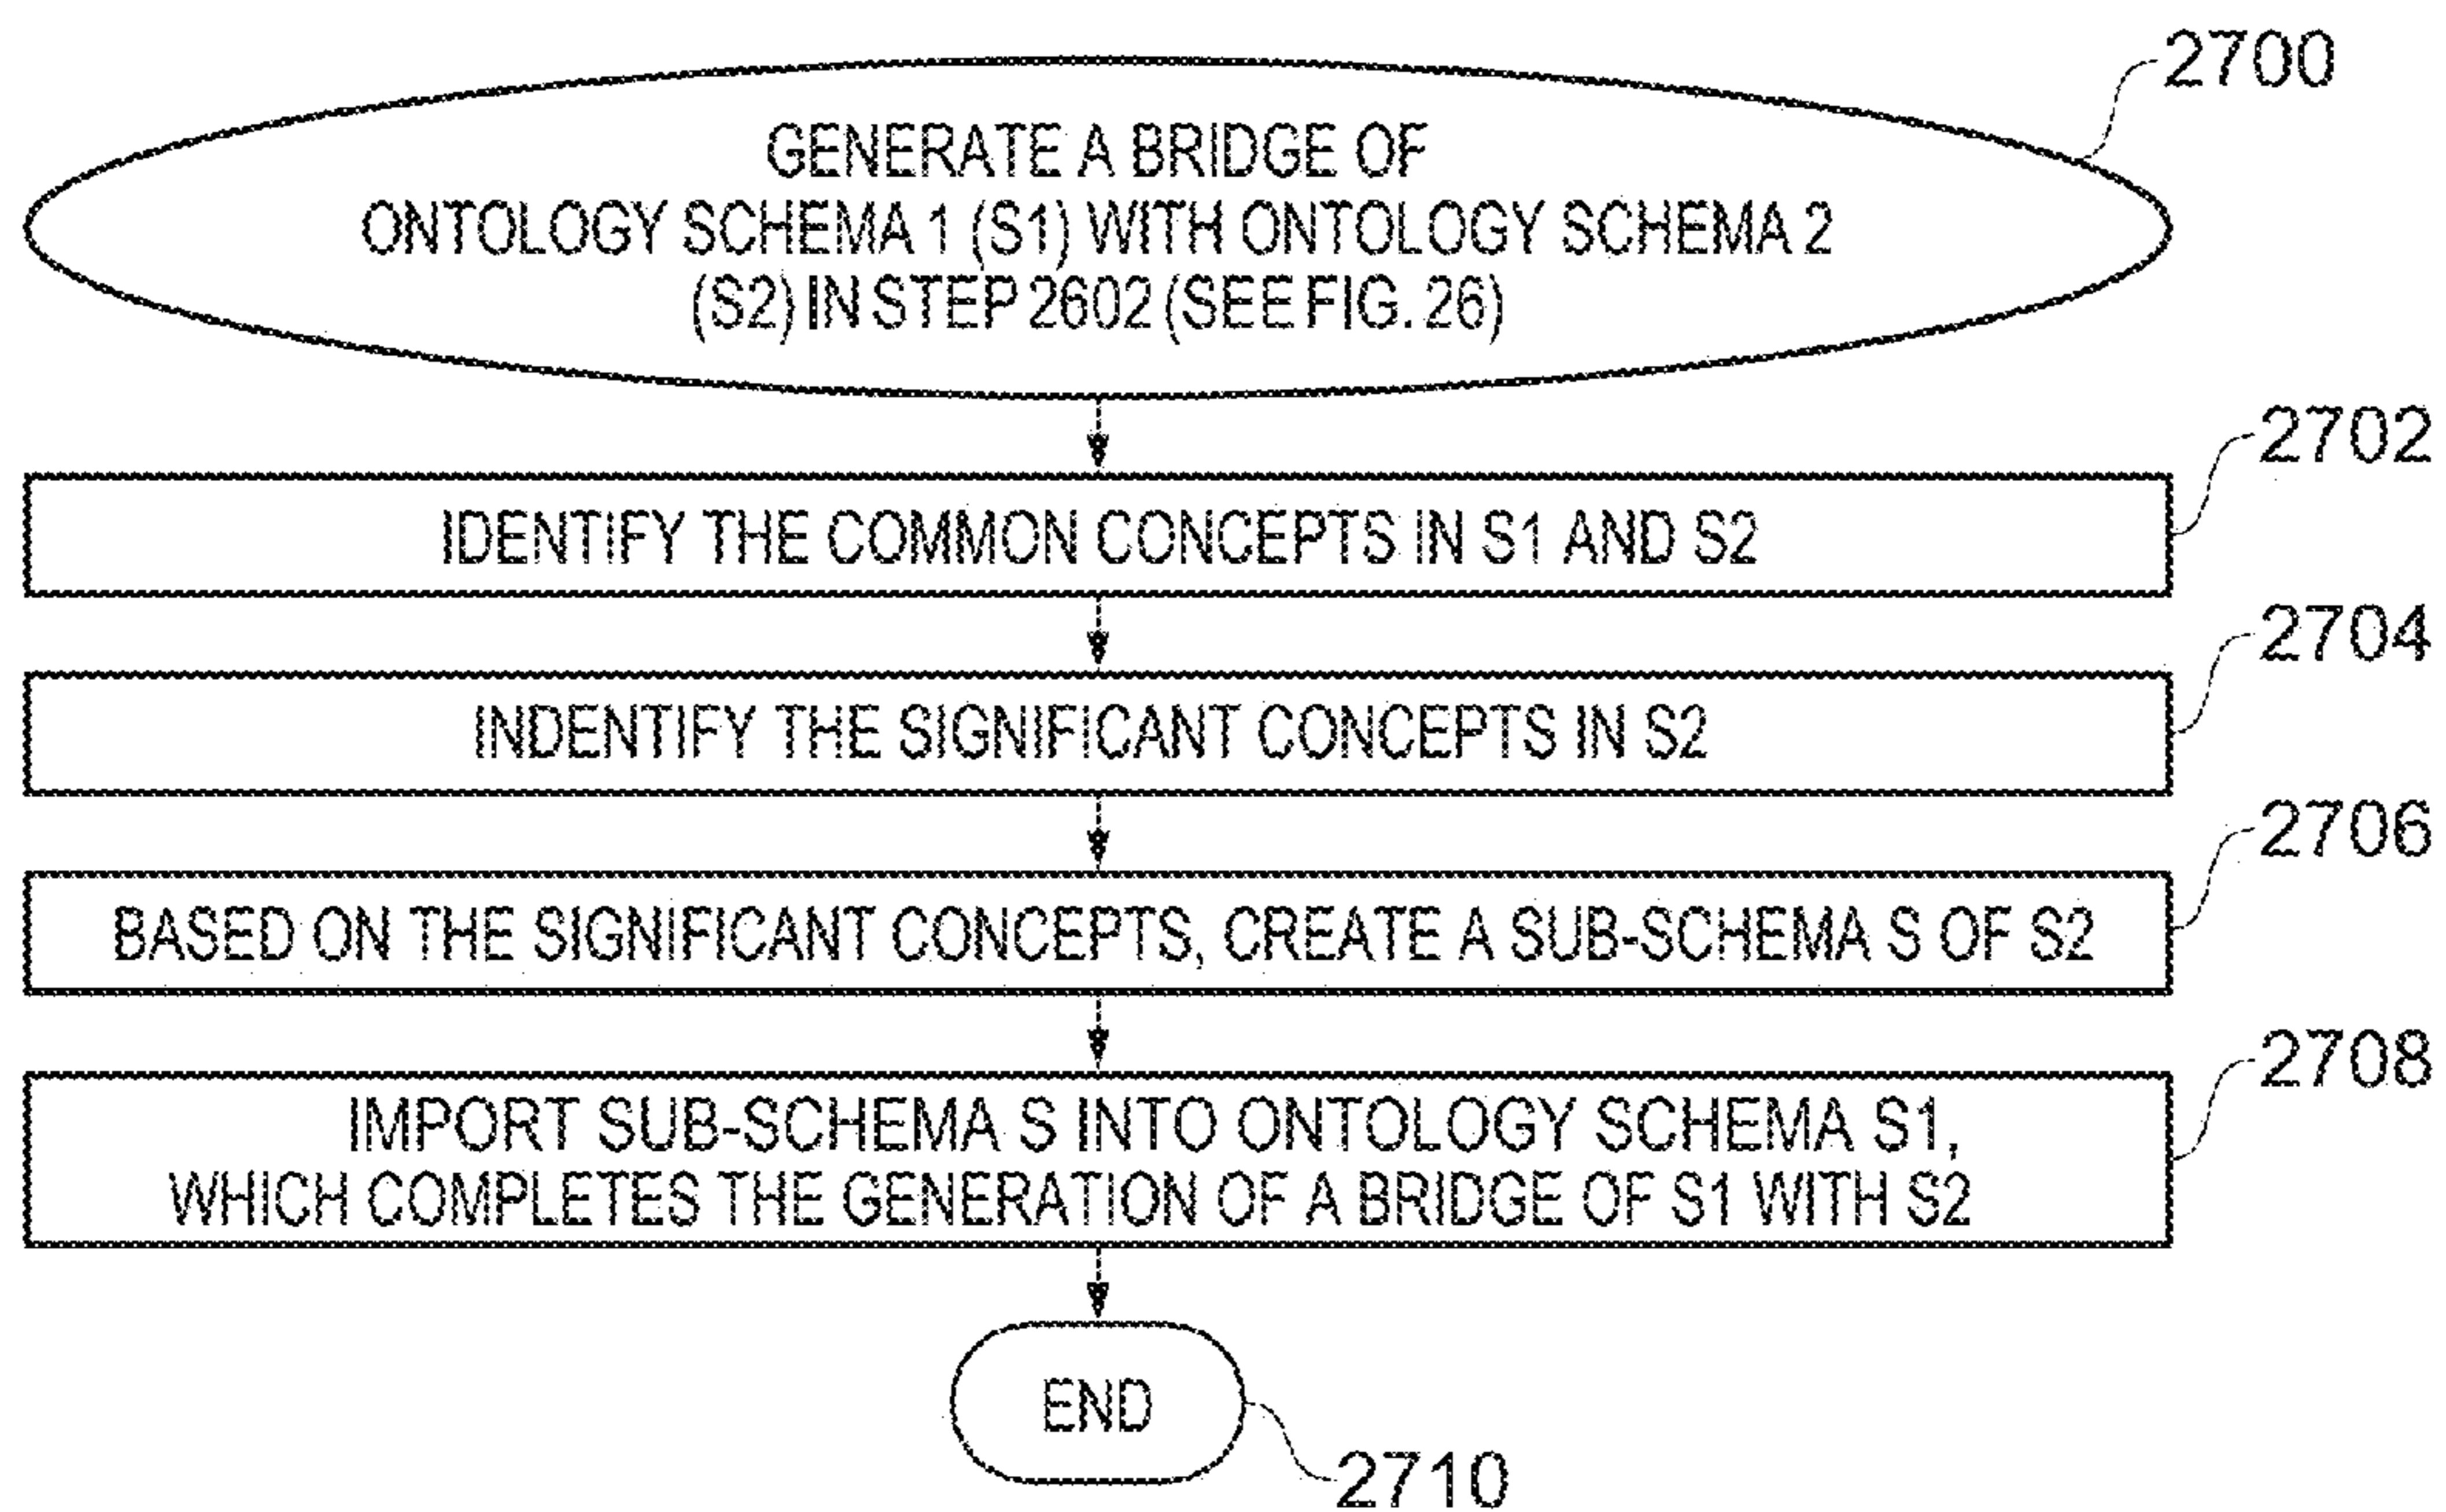 2700
GENERATE A BRIDGE OF
ONTOLOGY SCHEMA 1 (S1) WITH ONTOLOGY SCHEMA 2
(S2) IN STEP 2602 (SEE FIG. 26)
2702
IDENTIFY THE COMMON CONCEPTS IN S1 AND S2
2704
INDENTIFY THE SIGNIFICANT CONCEPTS IN S2
2706
BASED ON THE SIGNIFICANT CONCEPTS, CREATE A SUB-SCHEMA S OF S2
2708
IMPORT SUB-SCHEMA S INTO ONTOLOGY SCHEMA S1,
WHICH COMPLETES THE GENERATION OF A BRIDGE OF S1 WITH S2
END
2710